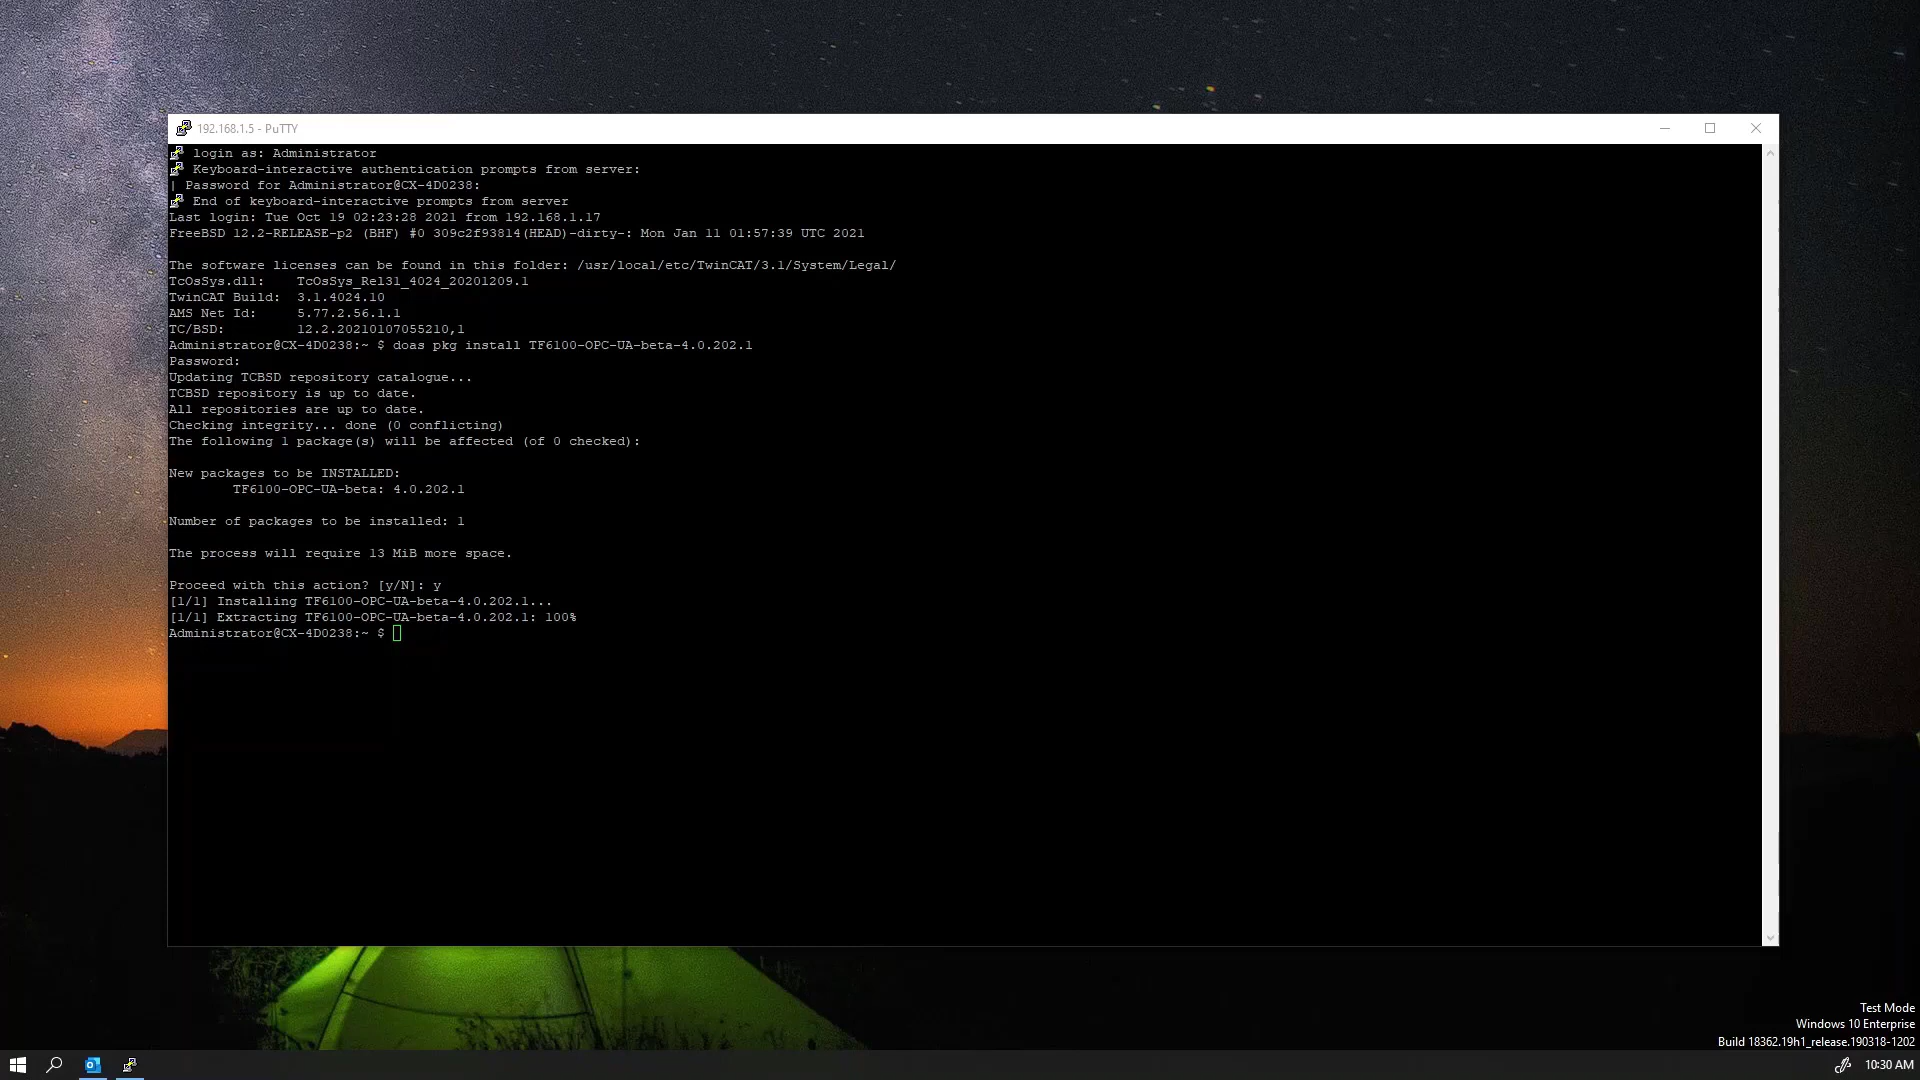 192.168.1.5 - PuTTY
login as: Administrator
Keyboard-interactive authentication prompts from server:
| Password for Administrator@CX-4D0238:
End of keyboard-interactive prompts from server
Last login: Tue Oct 19 02:23:28 2021 from 192.168.1.17
FreeBSD 12.2-RELEASE-p2 (BHF) #0 309c2f93814(HEAD)-dirty-: Mon Jan 11 01:57:39 UTC 2021
The software licenses can be found in this folder: /usr/local/etc/TwinCAT/3.1/System/Legal/
TcOsSys.dll: TcOsSys_Rel31_4024_20201209.1
TwinCAT Build: 3.1.4024.10
AMS Net Id: 5.77.2.56.1.1
TC/BSD: 12.2.20210107055210,1
Administrator@CX-4D0238:~ $ doas pkg install TF6100-OPC-UA-beta-4.0.202.1
Password:
Updating TCBSD repository catalogue...
TCBSD repository is up to date.
All repositories are up to date.
Checking integrity... done (0 conflicting)
The following 1 package(s) will be affected (of 0 checked):
New packages to be INSTALLED:
TF6100-OPC-UA-beta: 4.0.202.1
Number of packages to be installed: 1
The process will require 13 MiB more space.
Proceed with this action? [y/N]: y
[1/1] Installing TF6100-OPC-UA-beta-4.0.202.1...
[1/1] Extracting TF6100-OPC-UA-beta-4.0.202.1: 100%
Administrator@CX-4D0238:~ $
Test Mode
Windows 10 Enterprise
Build 18362.19h1_release.190318-1202
10:30 AM